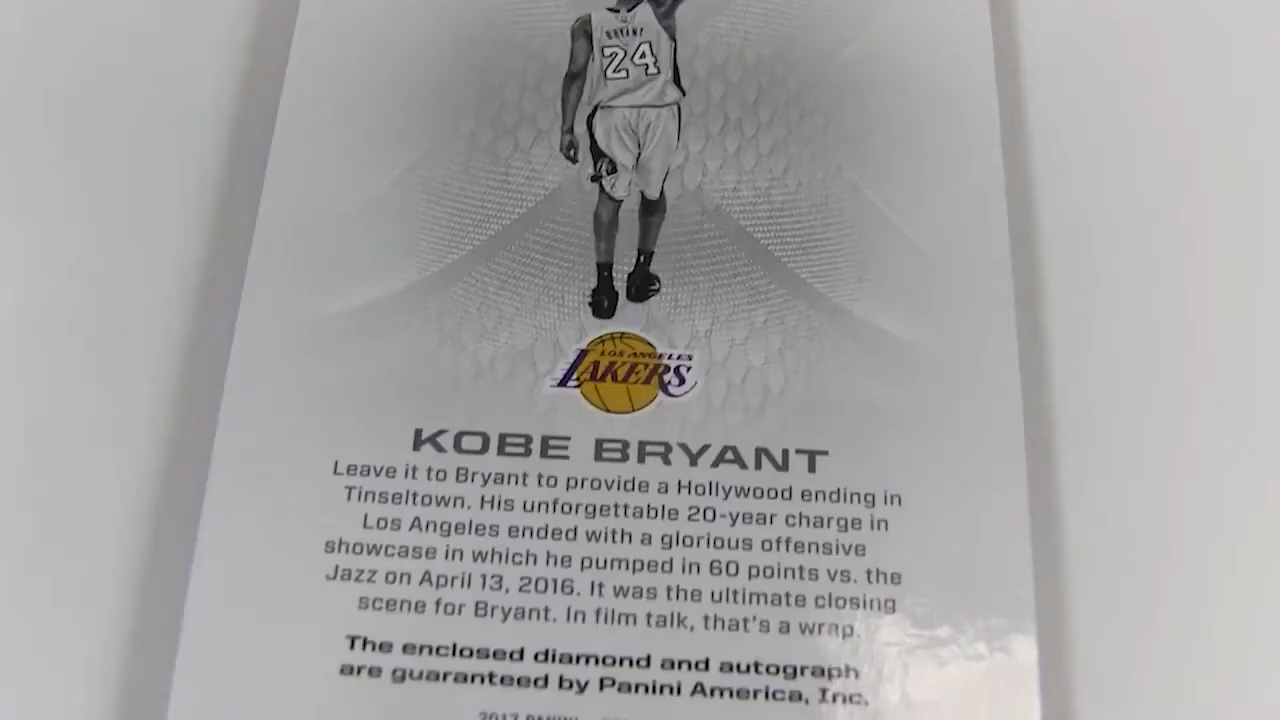 BRYANT
24
LOS ANGELES
LAKERS
KOBE BRYANT
Leave it to Bryant to provide a Hollywood ending in
Tinseltown. His unforgettable 20-year charge in
Los Angeles ended with a glorious offensive
showcase in which he pumped in 60 points vs. the
Jazz on April 13, 2016. It was the ultimate closing
scene for Bryant. In film talk, that's a wrap.
The enclosed diamond and autograph
are guaranteed by Panini America, Inc.
2017 PANINI